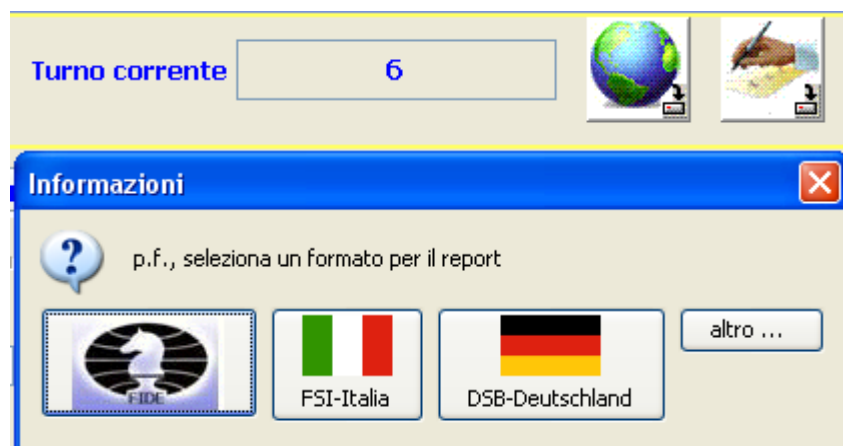 Turno corrente 6
Informazioni
p.f., seleziona un formato per il report
FIDE
FSI-Italia
DSB-Deutschland
altro ...